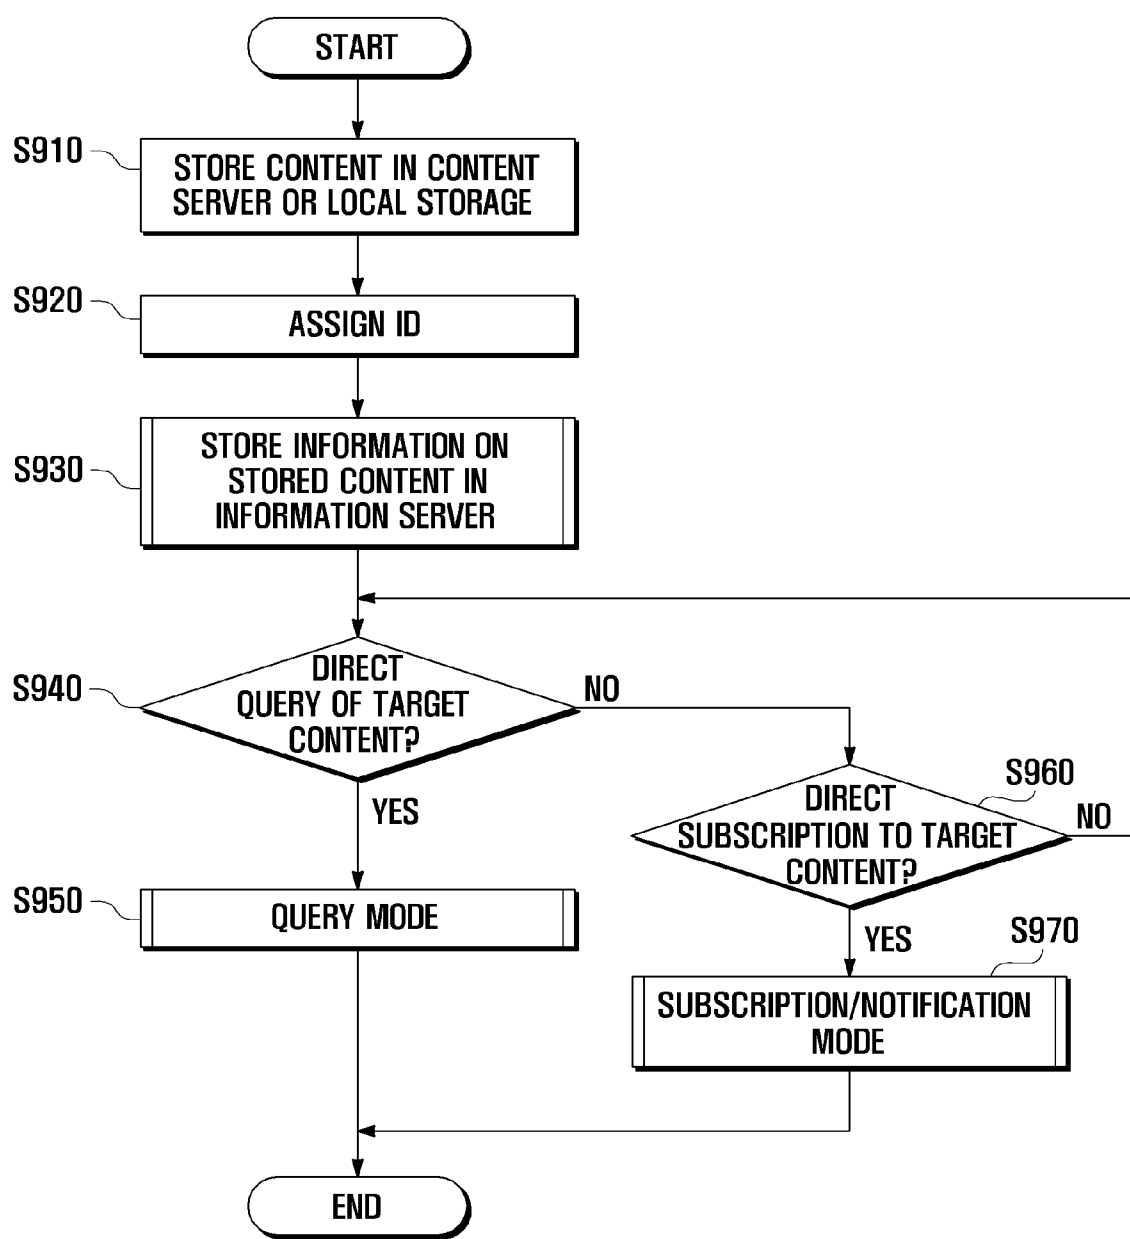 START
S910
STORE CONTENT IN CONTENT
SERVER OR LOCAL STORAGE
S920
ASSIGN ID
S930
STORE INFORMATION ON
STORED CONTENT IN
INFORMATION SERVER
S940
DIRECT
QUERY OF TARGET
CONTENT?
NO
YES
S960
DIRECT
SUBSCRIPTION TO TARGET
CONTENT?
NO
YES
S950
QUERY MODE
S970
SUBSCRIPTION/NOTIFICATION
MODE
END